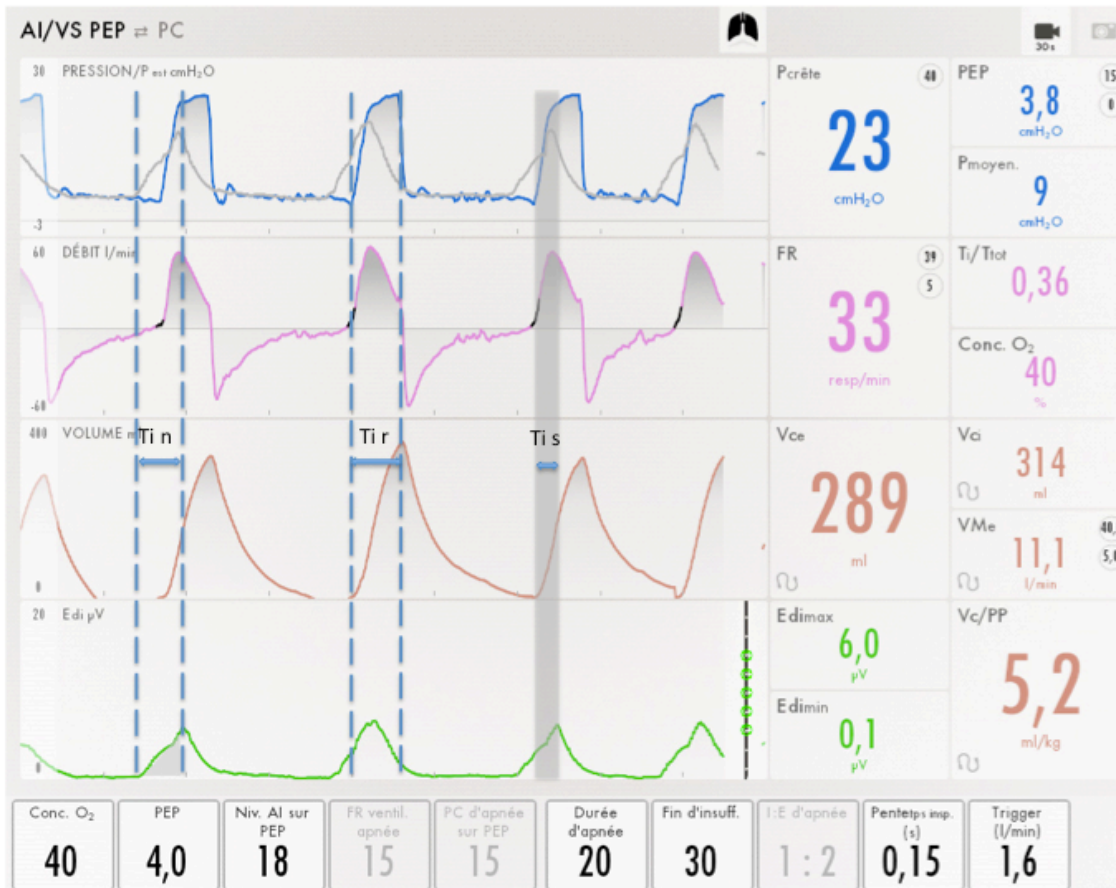 AI/VS PEP ⇄ PC
30s
30 PRESSION/P est cmH₂O
-3
Pcrête 40
23
cmH₂O
PEP 15
0
3,8
cmH₂O
Pmoyen.
9
cmH₂O
60 DÉBIT l/min
-60
FR 39
5
33
resp/min
Ti/Ttot
0,36
Conc. O₂
40
%
400 VOLUME m
0
Ti n
Ti r
Ti s
Vce
289
ml
Vci
314
ml
VMe 40,
5,0
11,1
l/min
20 Edi µV
0
Edimax
6,0
µV
Edimin
0,1
µV
Vc/PP
5,2
ml/kg
Conc. O₂
40
PEP
4,0
Niv. AI sur
PEP
18
FR ventil.
apnée
15
PC d'apnée
sur PEP
15
Durée
d'apnée
20
Fin d'insuff.
30
I:E d'apnée
1 : 2
Pentetps insp.
(s)
0,15
Trigger
(l/min)
1,6